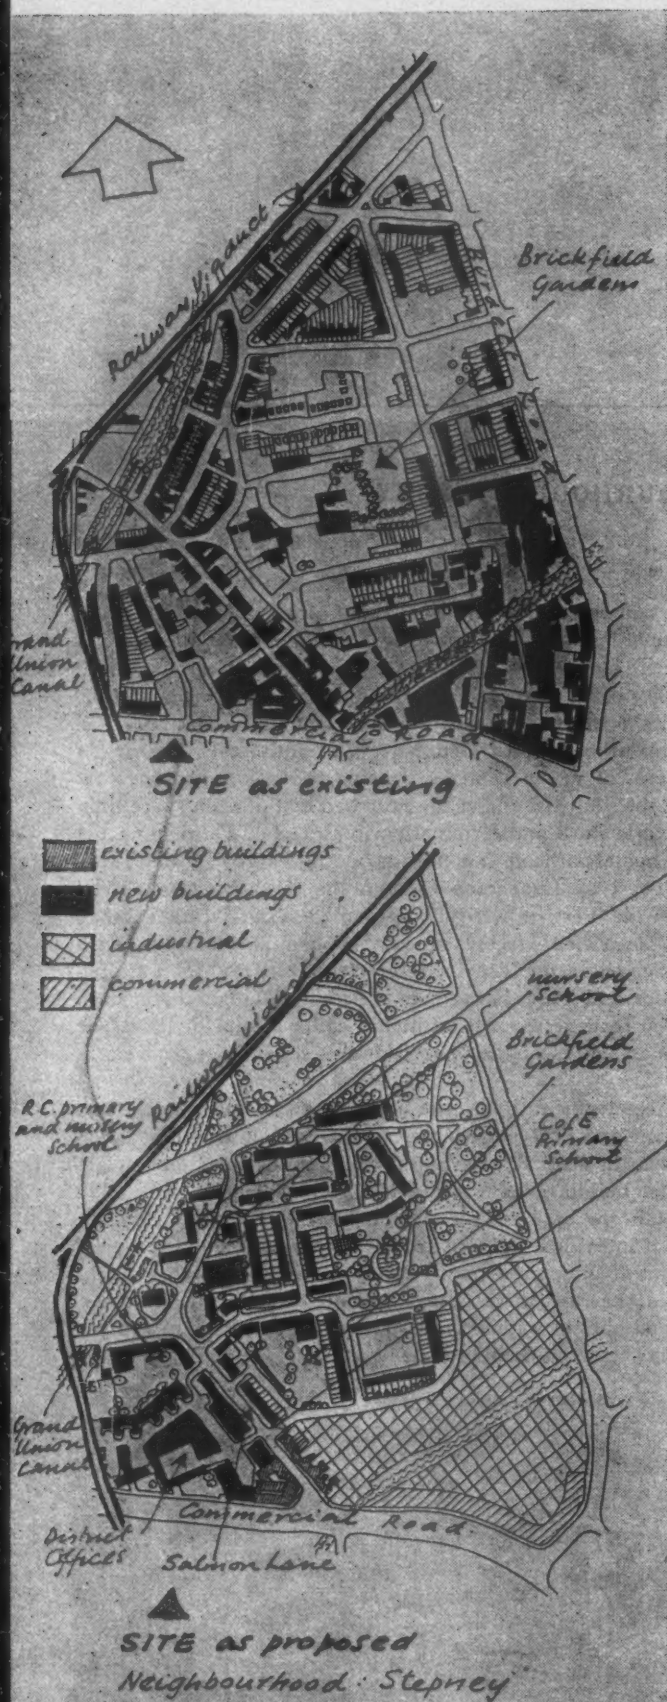 Railway Viaduct
Brickfield
Gardens
Burdett
Road
Grand
Union
Canal
Commercial Road
SITE as existing
existing buildings
new buildings
industrial
commercial
Railway viaduct
nursery
school
Brickfield
Gardens
R.C. primary
and nursery
school
C of E
Primary
School
Grand
Union
Canal
Commercial Road
District
Offices
Salmon Lane
SITE as proposed
Neighbourhood: Stepney